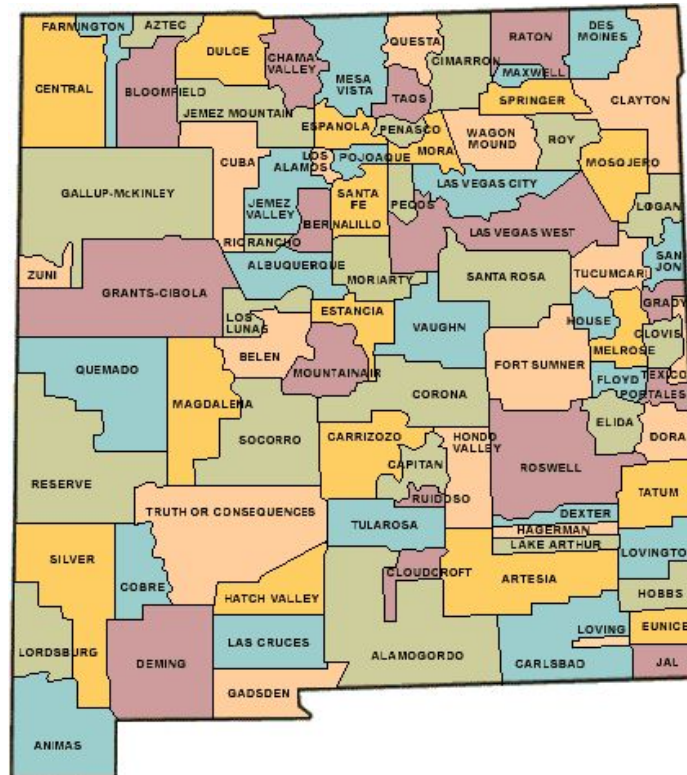 FARMINGTON
AZTEC
DULCE
CHAMA
VALLEY
QUESTA
CIMARRON
RATON
DES
MOINES
CENTRAL
BLOOMFIELD
MESA
VISTA
MAXWELL
TAOS
SPRINGER
CLAYTON
JEMEZ MOUNTAIN
ESPANOLA
PENASCO
MORA
WAGON
MOUND
ROY
CUBA
LOS
ALAMOS
POJOAQUE
MOSQJERO
GALLUP-McKINLEY
JEMEZ
VALLEY
SANTA
FE
PECOS
LAS VEGAS CITY
LOGAN
BERNALILLO
LAS VEGAS WEST
RIO RANCHO
ALBUQUERQUE
SAN
JON
ZUNI
GRANTS-CIBOLA
MORIARTY
SANTA ROSA
TUCUMCARI
GRADY
LOS
LUNAS
ESTANCIA
VAUGHN
HOUSE
CLOVIS
BELEN
MELROSE
QUEMADO
MOUNTAINAIR
FORT SUMNER
FLOYD
TEXICO
PORTALES
MAGDALENA
CORONA
ELIDA
SOCORRO
CARRIZOZO
HONDO
VALLEY
DORA
CAPITAN
ROSWELL
RESERVE
RUIDOSO
TATUM
TRUTH OR CONSEQUENCES
TULAROSA
DEXTER
HAGERMAN
LAKE ARTHUR
LOVINGTON
SILVER
COBRE
CLOUDCROFT
ARTESIA
HATCH VALLEY
HOBBS
LORDSBURG
LAS CRUCES
LOVING
EUNICE
DEMING
ALAMOGORDO
CARLSBAD
JAL
GADSDEN
ANIMAS